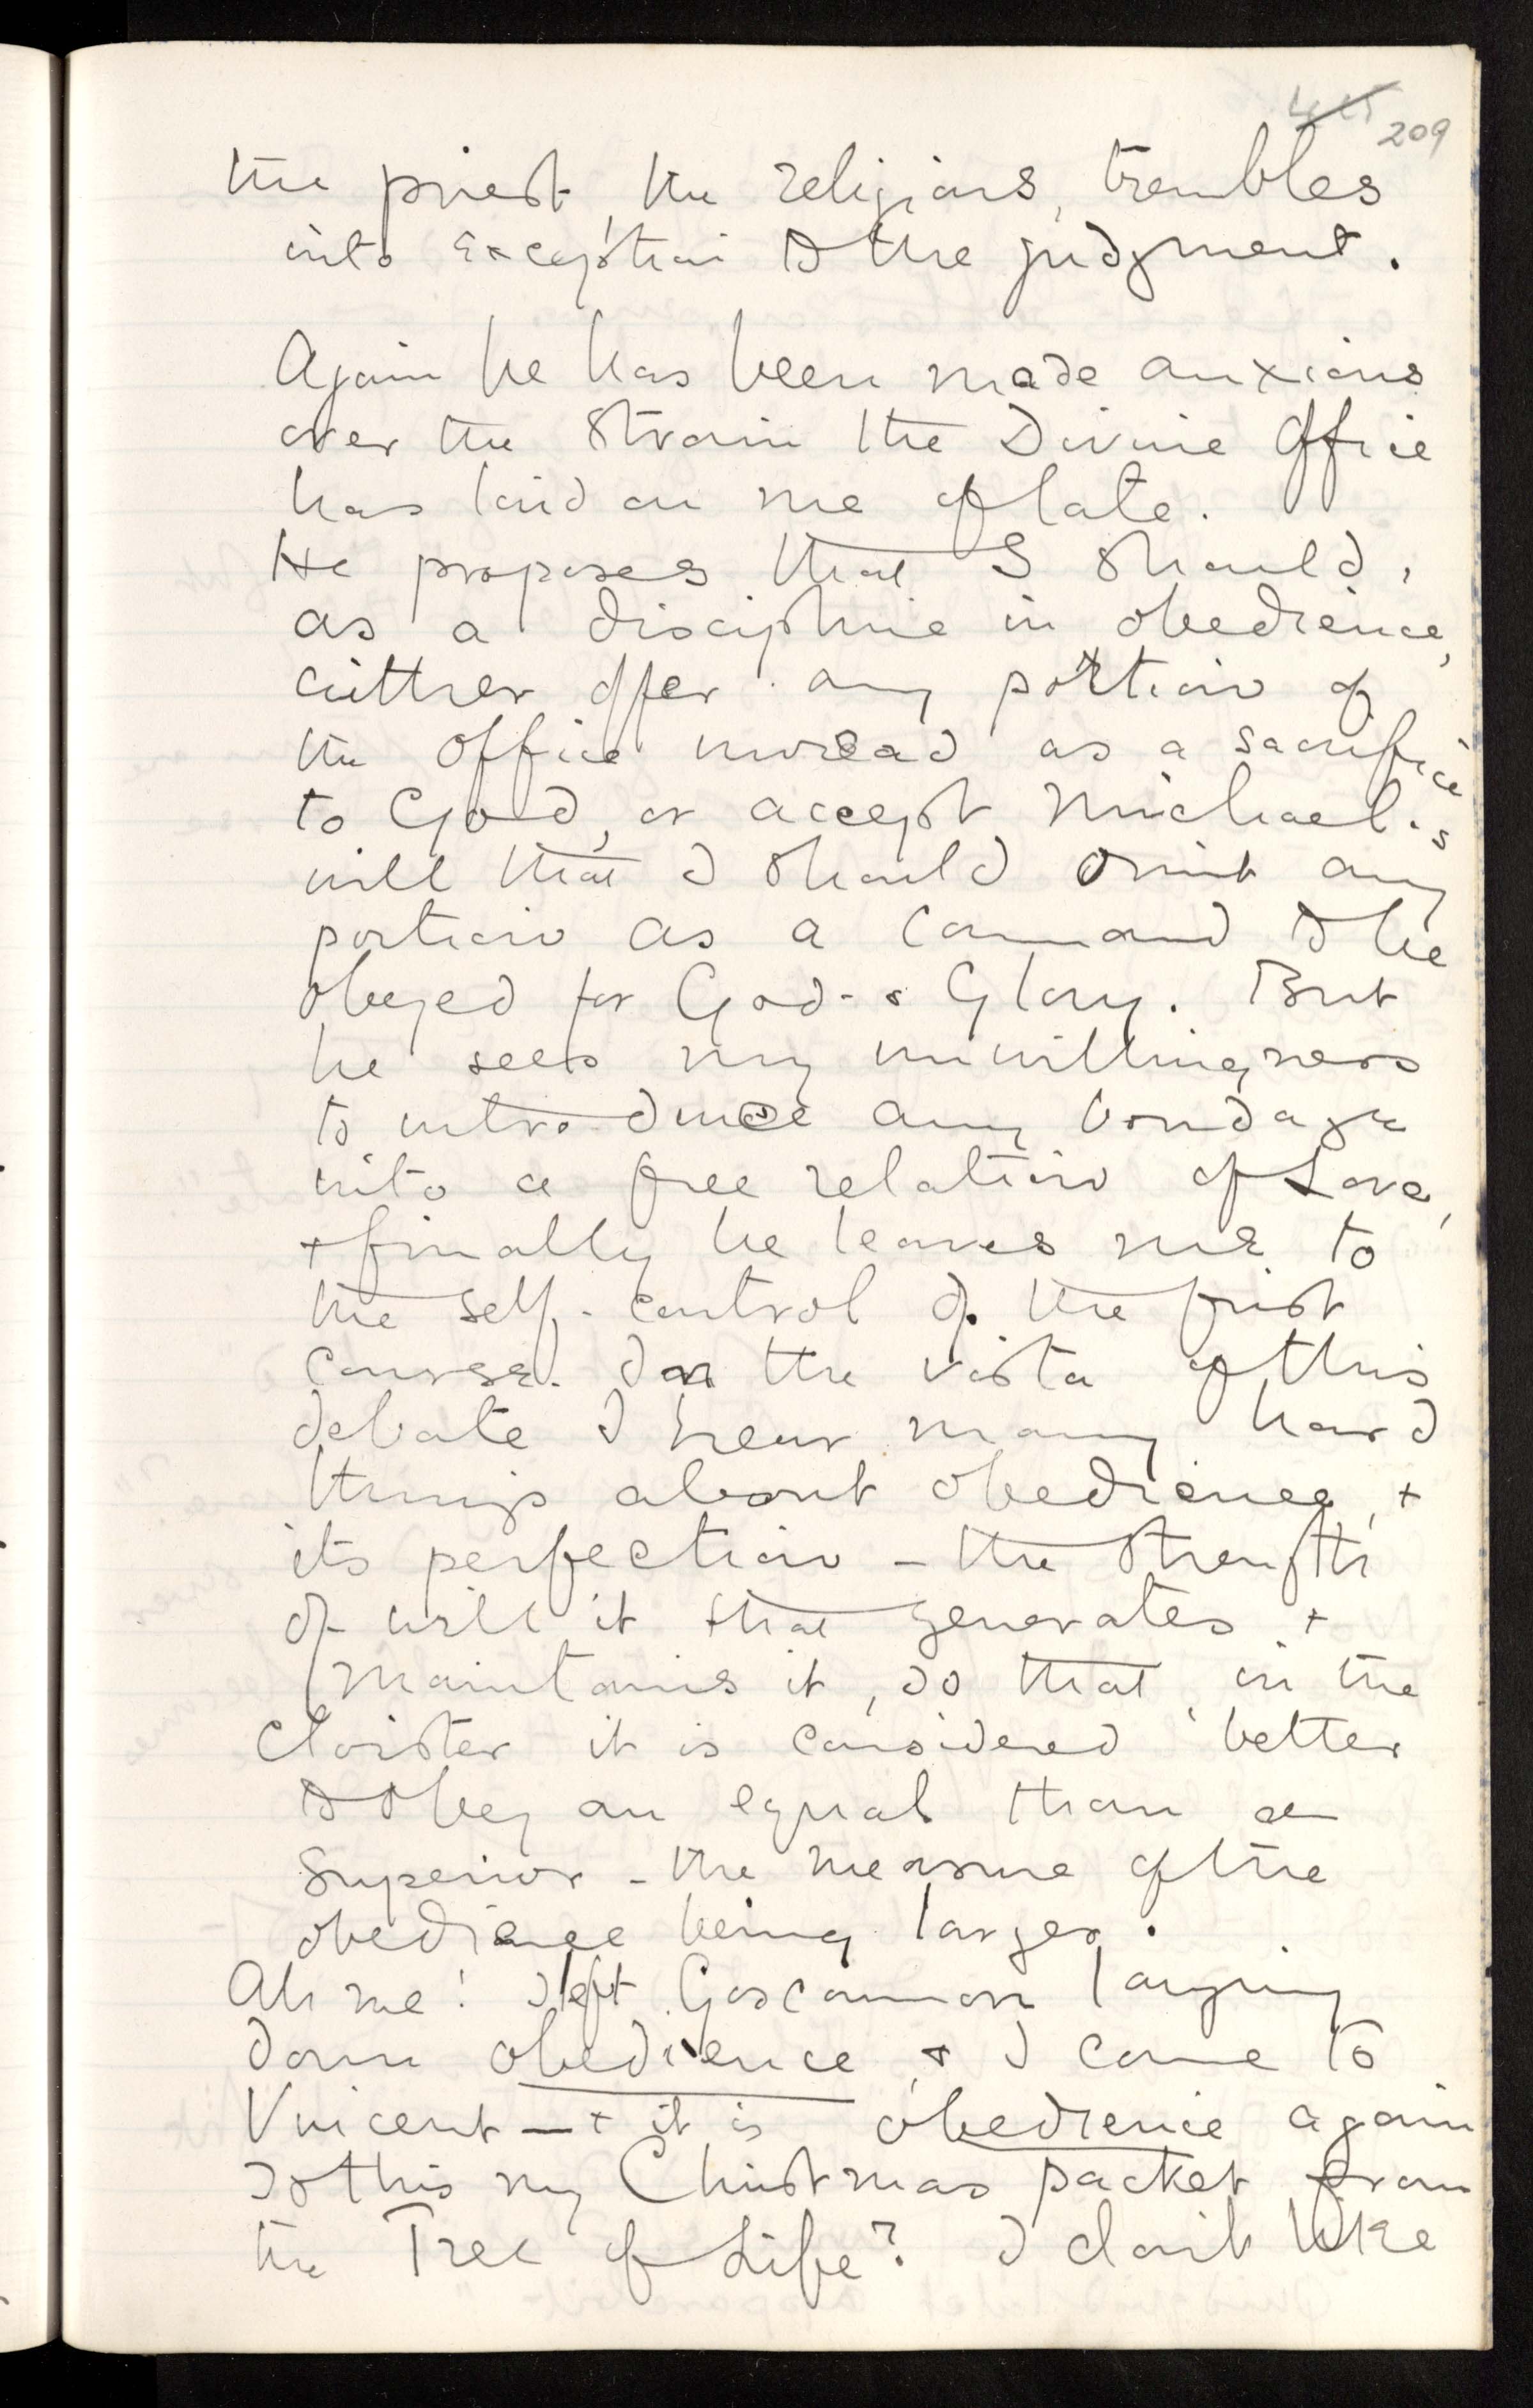 209
the priest, the religious, trembles
into exception to the judgment.
Again he has been made anxious
over the strain the Divine Office
has laid on me of late.
He proposes that I should,
as a discipline in obedience,
either offer any portion of
the office unread as a sacrifice
to God, or accept Michael's
will that I should omit any
portion as a command to be
obeyed for God's Glory. But
he sees my unwillingness
to introduce any bondage
into a free relation of Love,
+ finally he leaves me to
the self-control of the first
course. In the vista of this
debate I hear many hard
things about obedience, +
its perfection - the strength
of will it that generates +
maintains it, so that in the
cloister it is considered better
to obey an equal than a
superior - the measure of the
obedience being larger.
Ah me! I left Goscannon laying
down obedience + I come to
Vincent — + it is obedience again
Is this my Christmas packet from
the Tree of Life? I don't like